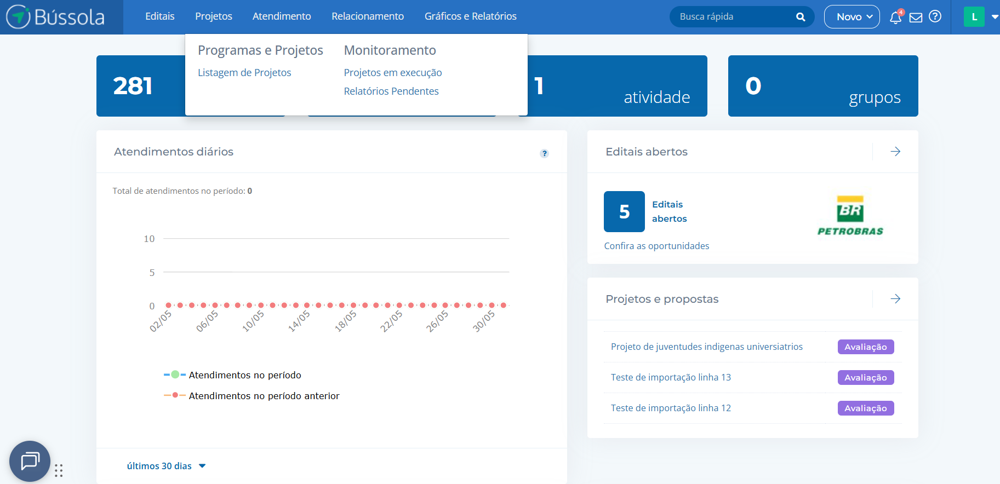 Bússola
Editais
Projetos
Atendimento
Relacionamento
Gráficos e Relatórios
Busca rápida
Novo
4
?
L
Programas e Projetos
Listagem de Projetos
Monitoramento
Projetos em execução
Relatórios Pendentes
281
1
atividade
0
grupos
Atendimentos diários
?
Total de atendimentos no período: 0
10
5
0
02/05
06/05
10/05
14/05
18/05
22/05
26/05
30/05
Atendimentos no período
Atendimentos no período anterior
últimos 30 dias
Editais abertos
5
Editais
abertos
BR
PETROBRAS
Confira as oportunidades
Projetos e propostas
Projeto de juventudes indigenas universiatrios
Avaliação
Teste de importação linha 13
Avaliação
Teste de importação linha 12
Avaliação